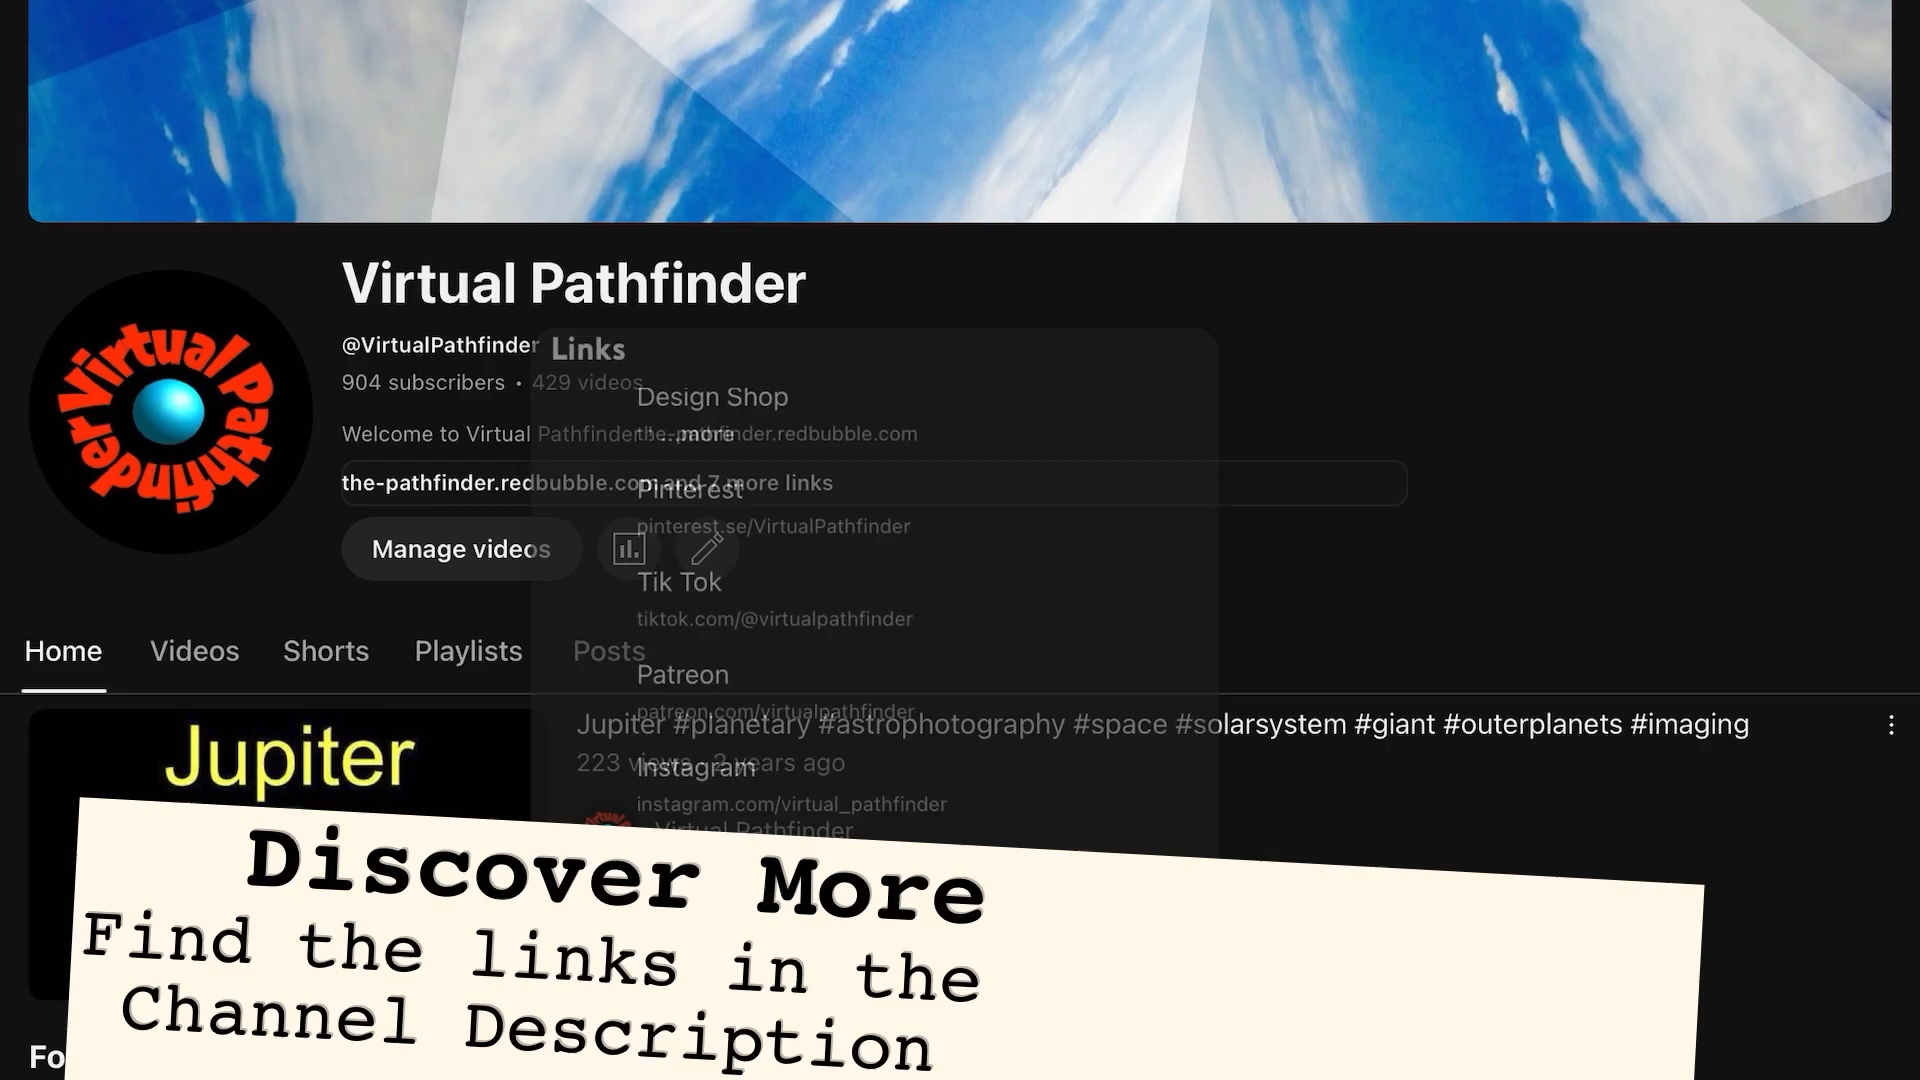 Virtual Pathfinder
Virtual Pathfinder
@VirtualPathfinder
904 subscribers • 429 videos
Welcome to Virtual Pathfinder ! ...more
the-pathfinder.redbubble.com and 7 more links
Manage videos
Links
Design Shop
the-pathfinder.redbubble.com
Pinterest
pinterest.se/VirtualPathfinder
Tik Tok
tiktok.com/@virtualpathfinder
Patreon
patreon.com/virtualpathfinder
Instagram
instagram.com/virtual_pathfinder
Home Videos Shorts Playlists Posts
Jupiter
Jupiter #planetary #astrophotography #space #solarsystem #giant #outerplanets #imaging
223 views • 2 years ago
Virtual Pathfinder
Discover More
Find the links in the
Channel Description
Fo